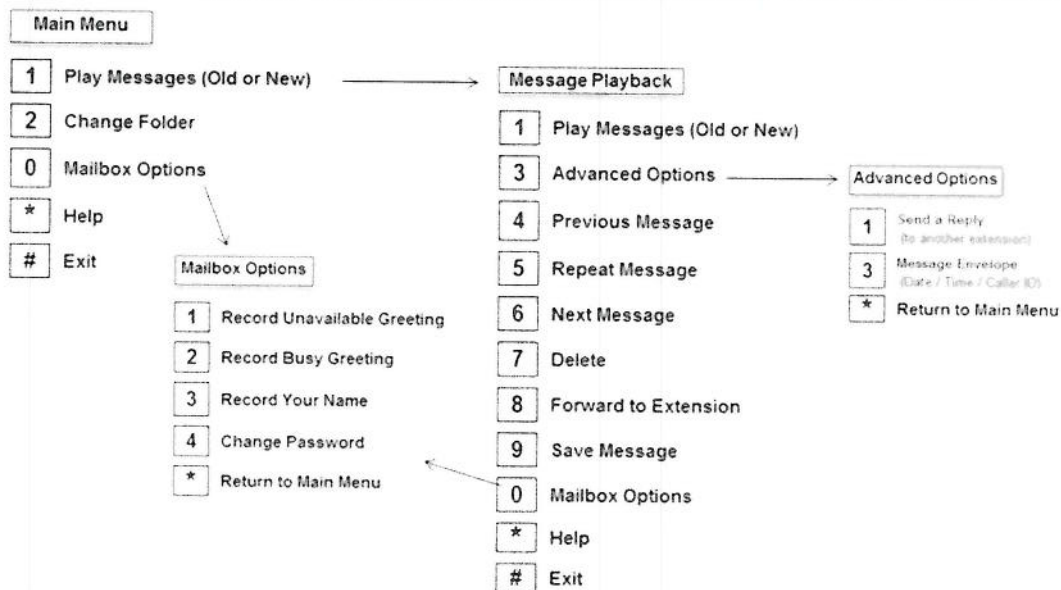 Main Menu
1 Play Messages (Old or New)
2 Change Folder
0 Mailbox Options
* Help
# Exit
Mailbox Options
1 Record Unavailable Greeting
2 Record Busy Greeting
3 Record Your Name
4 Change Password
* Return to Main Menu
Message Playback
1 Play Messages (Old or New)
3 Advanced Options
4 Previous Message
5 Repeat Message
6 Next Message
7 Delete
8 Forward to Extension
9 Save Message
0 Mailbox Options
* Help
# Exit
Advanced Options
1 Send a Reply
(to another extension)
3 Message Envelope
(Date / Time / Caller ID)
* Return to Main Menu